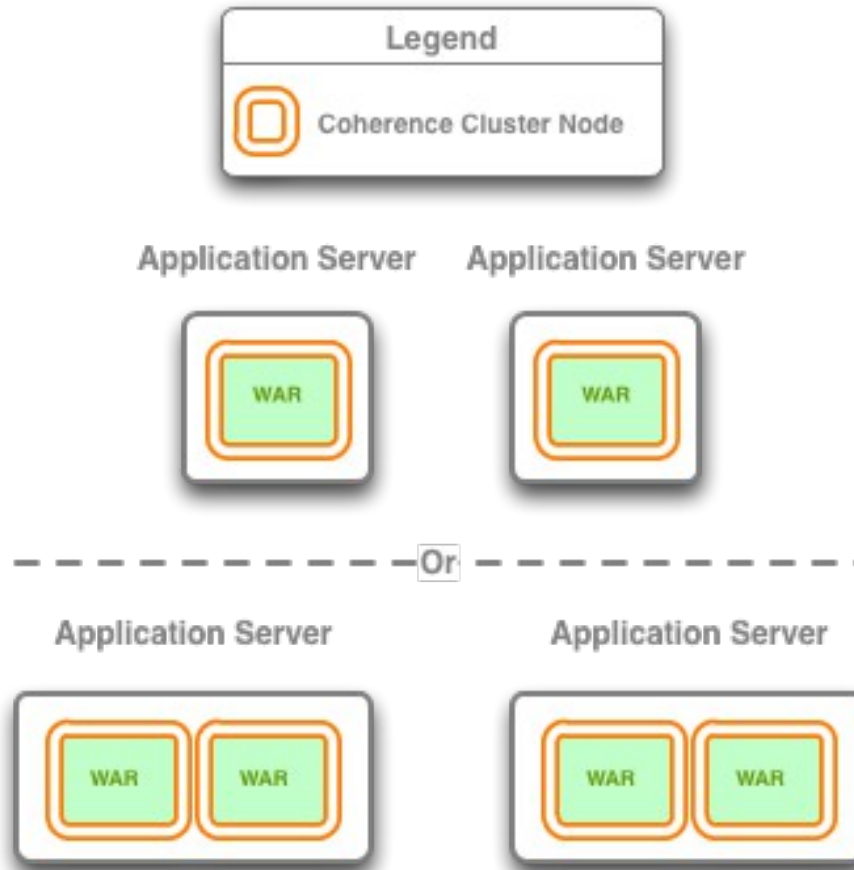 Legend
Coherence Cluster Node
Application Server Application Server
WAR WAR
Or
Application Server Application Server
WAR WAR WAR WAR